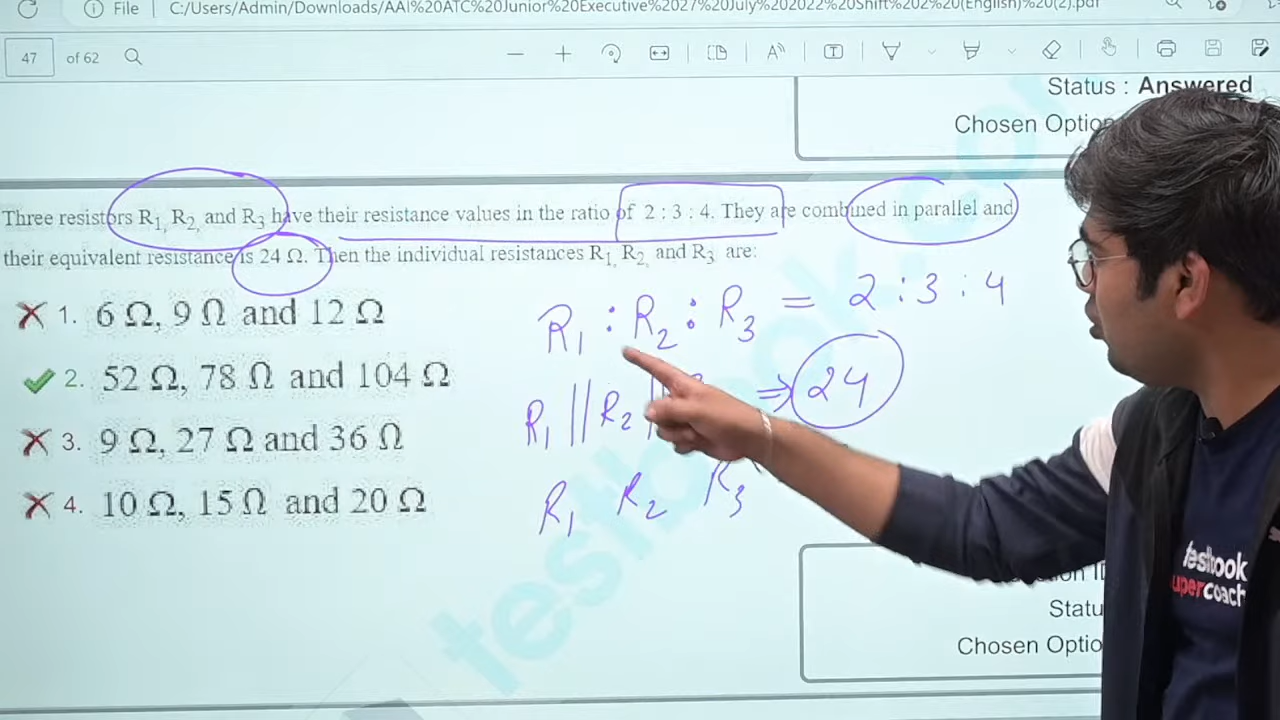 File | C:/Users/Admin/Downloads/AAI%20ATC%20Junior%20Executive%2027%20July%202022%20Shift%202%20(English)%20(2).pdf
47 of 62
Status : Answered
Chosen Optio
Three resistors R1, R2, and R3 have their resistance values in the ratio of 2 : 3 : 4. They are combined in parallel and
their equivalent resistance is 24 Ω. Then the individual resistances R1, R2, and R3 are:
1. 6 Ω, 9 Ω and 12 Ω
2. 52 Ω, 78 Ω and 104 Ω
3. 9 Ω, 27 Ω and 36 Ω
4. 10 Ω, 15 Ω and 20 Ω
R1 : R2 : R3 = 2 : 3 : 4
R1 || R2 || ⇒ 24
R1 R2 R3
Statu
Chosen Optio
testbook
supercoach
testbook.co